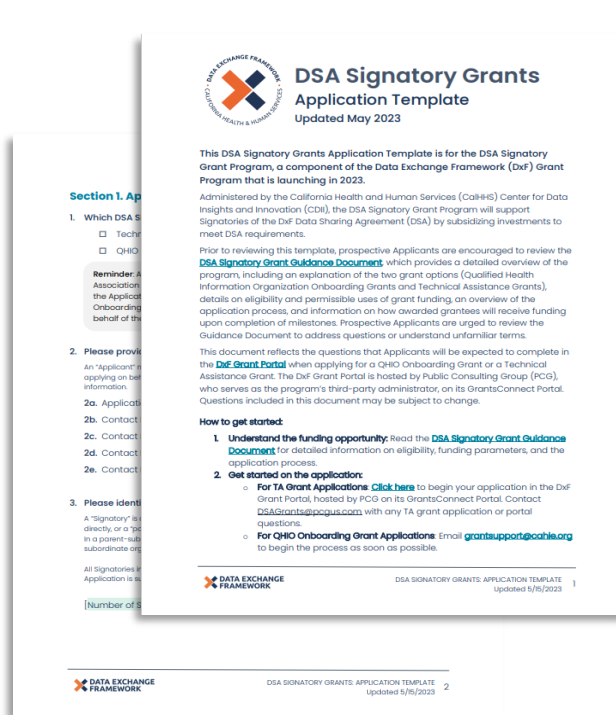 DATA EXCHANGE FRAMEWORK
CALIFORNIA HEALTH & HUMAN SERVICES
DSA Signatory Grants
Application Template
Updated May 2023
This DSA Signatory Grants Application Template is for the DSA Signatory
Grant Program, a component of the Data Exchange Framework (DxF) Grant
Program that is launching in 2023.
Administered by the California Health and Human Services (CalHHS) Center for Data
Insights and Innovation (CDII), the DSA Signatory Grant Program will support
Signatories of the DxF Data Sharing Agreement (DSA) by subsidizing investments to
meet DSA requirements.
Prior to reviewing this template, prospective Applicants are encouraged to review the
DSA Signatory Grant Guidance Document, which provides a detailed overview of the
program, including an explanation of the two grant options (Qualified Health
Information Organization Onboarding Grants and Technical Assistance Grants),
details on eligibility and permissible uses of grant funding, an overview of the
application process, and information on how awarded grantees will receive funding
upon completion of milestones. Prospective Applicants are urged to review the
Guidance Document to address questions or understand unfamiliar terms.
This document reflects the questions that Applicants will be expected to complete in
the DxF Grant Portal when applying for a QHIO Onboarding Grant or a Technical
Assistance Grant. The DxF Grant Portal is hosted by Public Consulting Group (PCG),
who serves as the program's third-party administrator, on its GrantsConnect Portal.
Questions included in this document may be subject to change.
How to get started:
1. Understand the funding opportunity: Read the DSA Signatory Grant Guidance
Document for detailed information on eligibility, funding parameters, and the
application process.
2. Get started on the application:
○ For TA Grant Applications: Click here to begin your application in the DxF
Grant Portal, hosted by PCG on its GrantsConnect Portal. Contact
DSAGrants@pcgus.com with any TA grant application or portal
questions.
○ For QHIO Onboarding Grant Applications: Email grantsupport@cahie.org
to begin the process as soon as possible.
DATA EXCHANGE
FRAMEWORK
DSA SIGNATORY GRANTS: APPLICATION TEMPLATE 1
Updated 5/15/2023
Section 1. Ap
1. Which DSA S
☐ Techn
☐ QHIO
Reminder: A
Association
the Applicat
Onboarding
behalf of the
2. Please provid
An "Applicant"
applying on beh
information.
2a. Applicati
2b. Contact
2c. Contact
2d. Contact
2e. Contact
3. Please identi
A "Signatory" is
directly, or a "po
In a parent-sub
subordinate org
All Signatories i
Application is su
[Number of S
DATA EXCHANGE
FRAMEWORK
DSA SIGNATORY GRANTS: APPLICATION TEMPLATE 2
Updated 5/15/2023